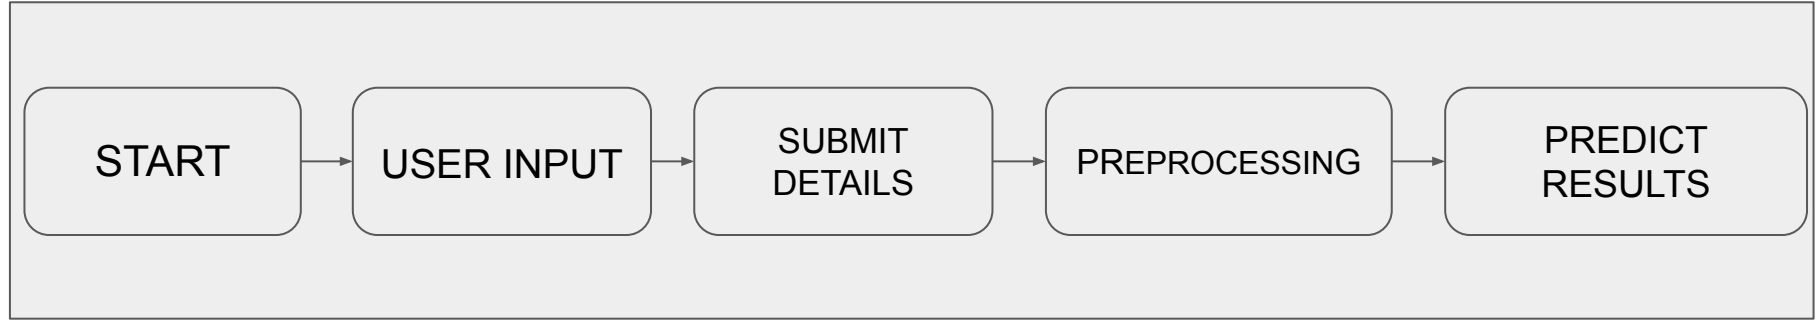 START
USER INPUT
SUBMIT
DETAILS
PREPROCESSING
PREDICT
RESULTS